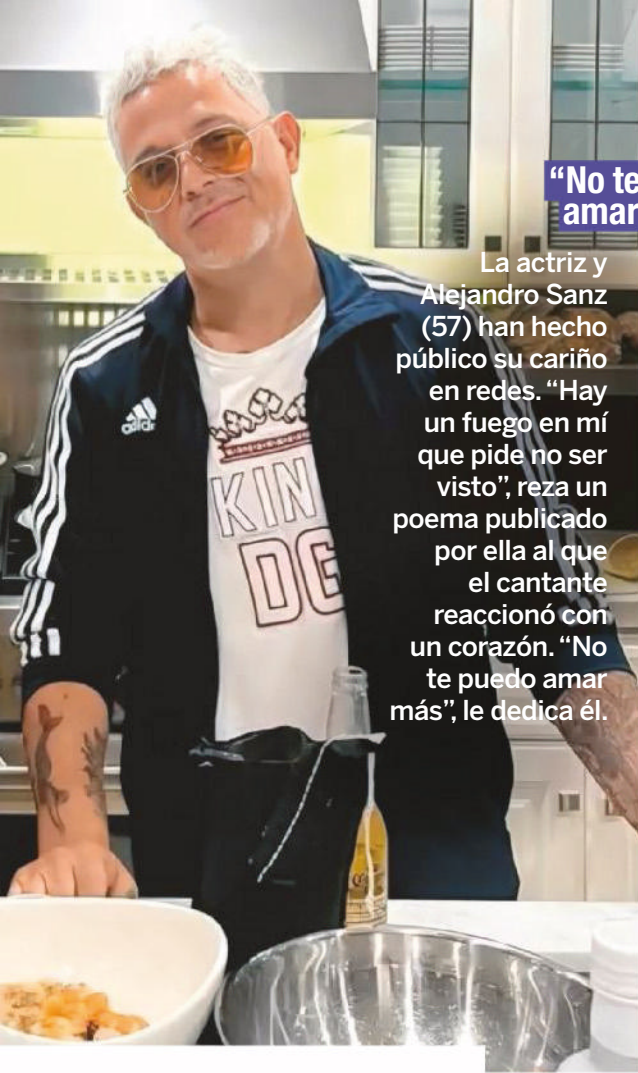 “No te
amar
La actriz y
Alejandro Sanz
(57) han hecho
público su cariño
en redes. “Hay
un fuego en mí
que pide no ser
visto”, reza un
poema publicado
por ella al que
el cantante
reaccionó con
un corazón. “No
te puedo amar
más”, le dedica él.
adidas
KIN
DG